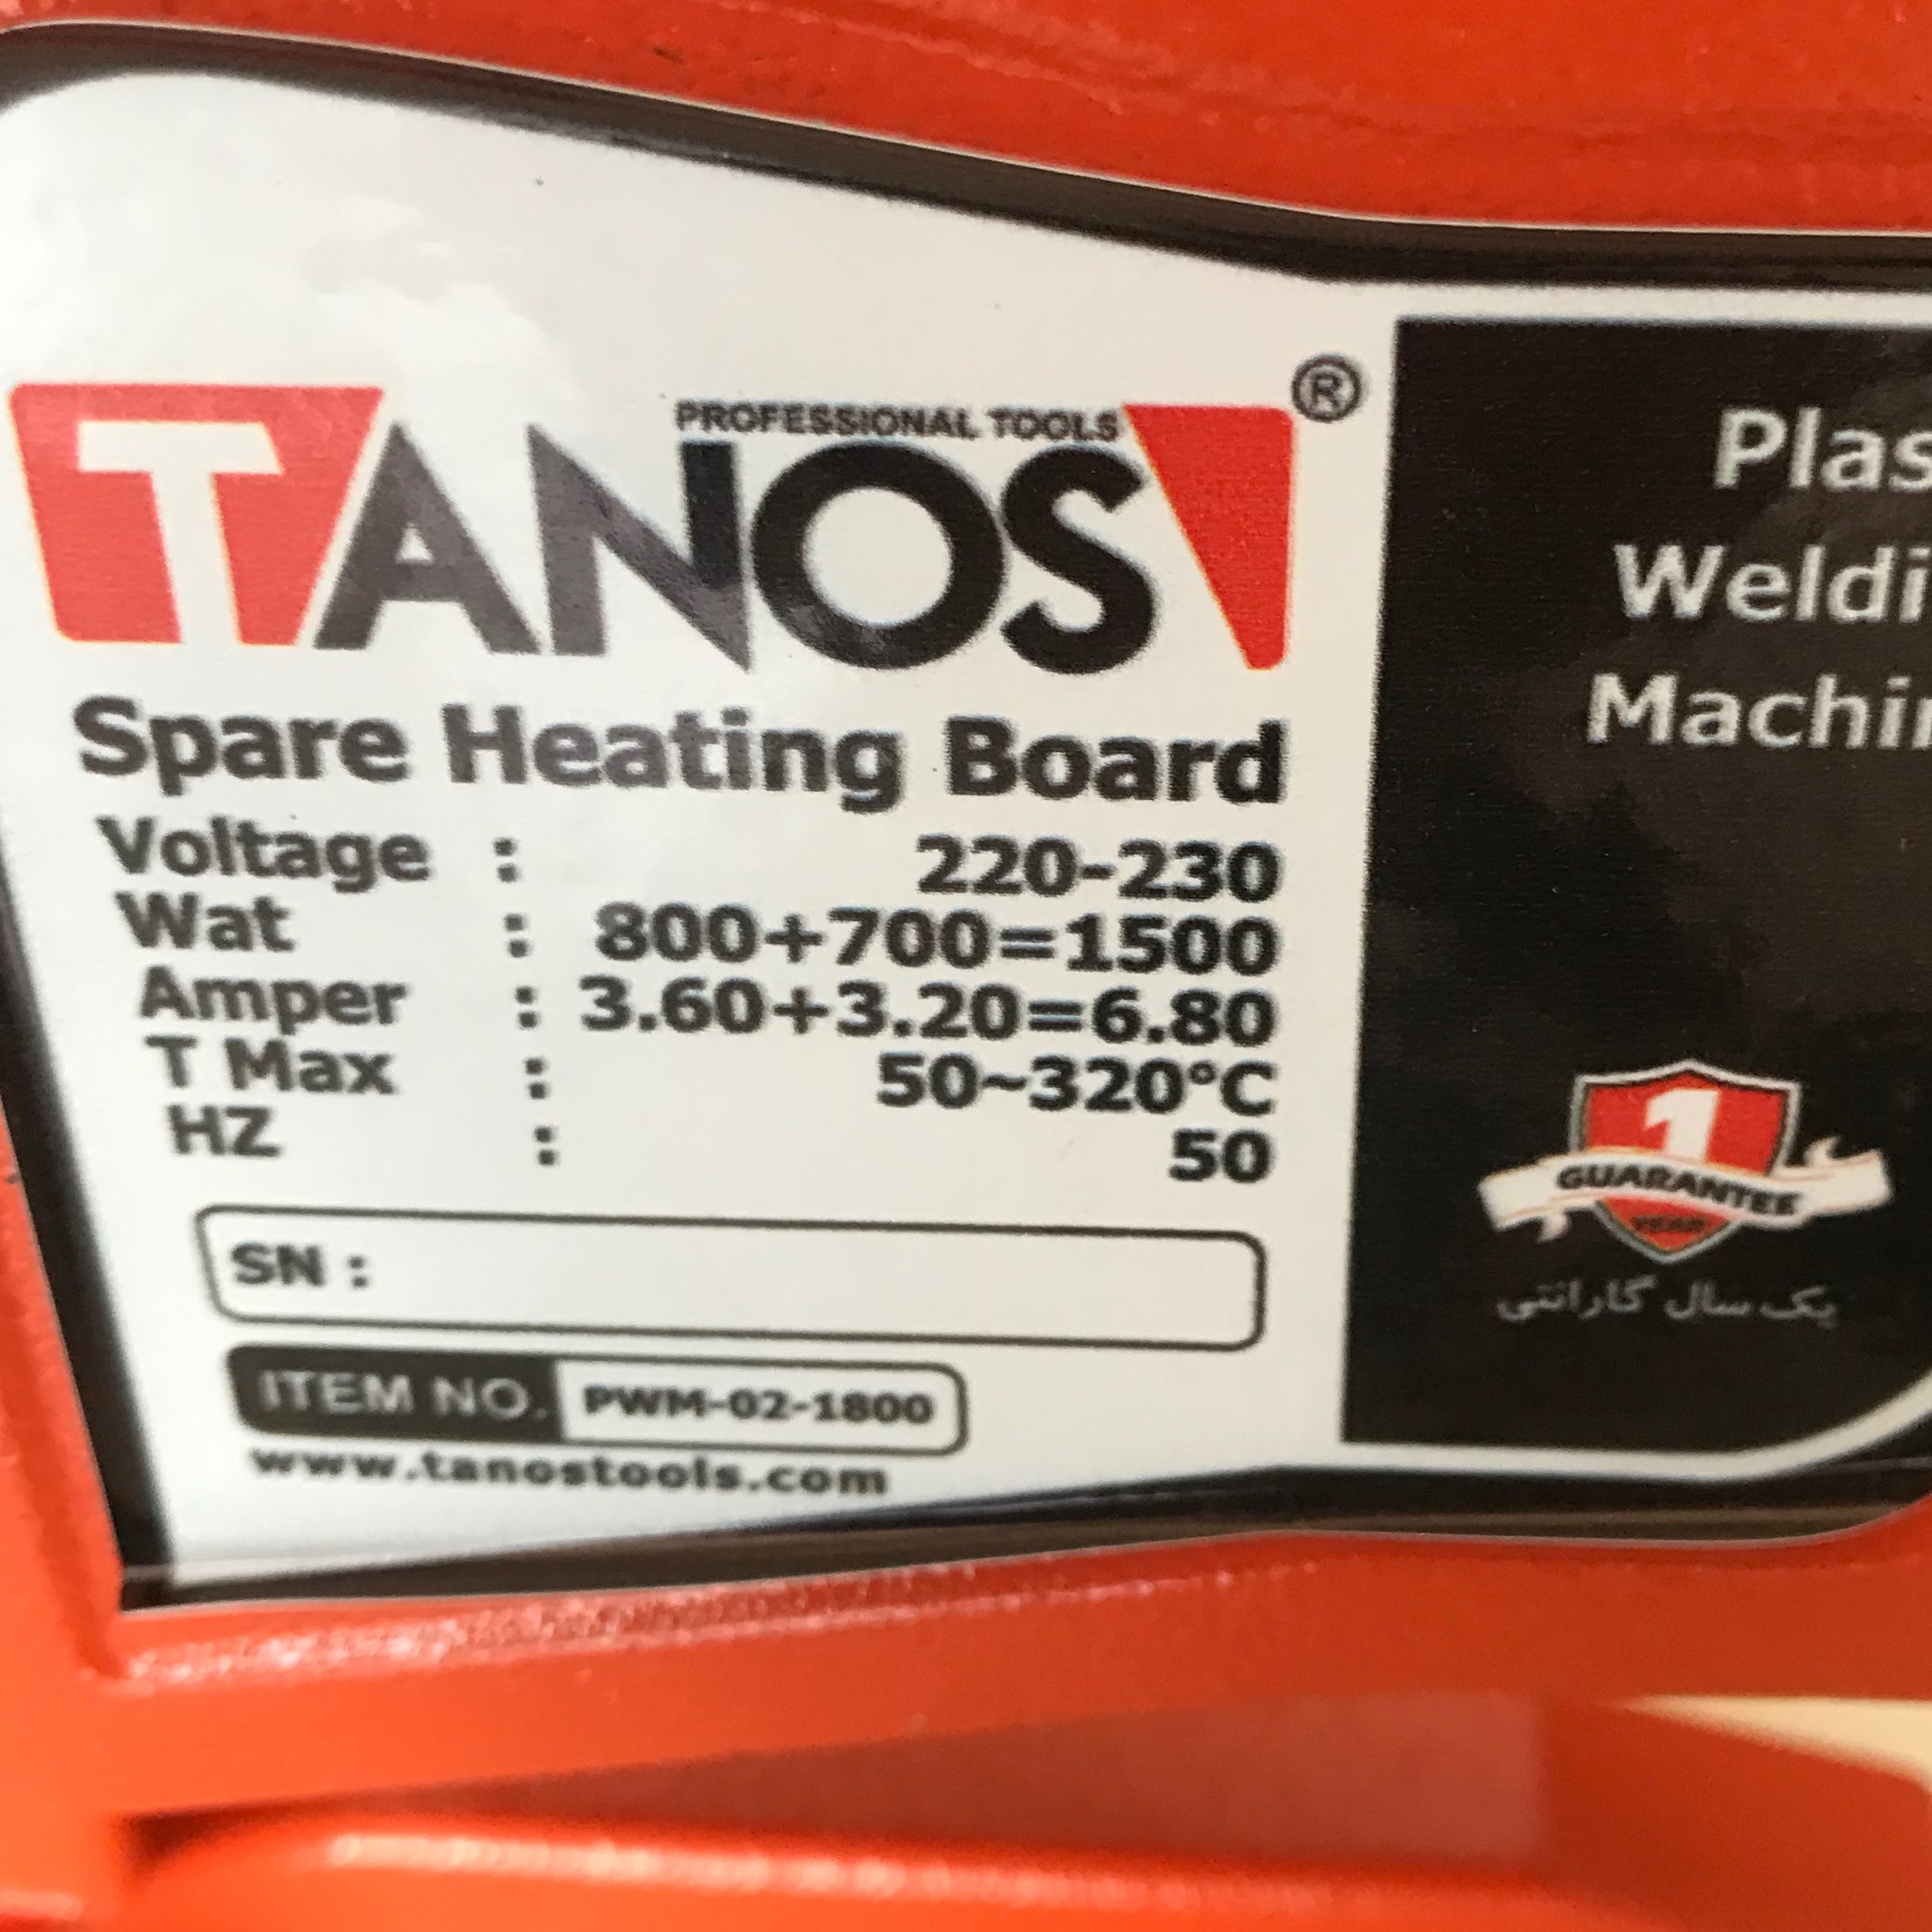 PROFESSIONAL TOOLS
TANOS ®
Spare Heating Board
Voltage : 220-230
Wat : 800+700=1500
Amper : 3.60+3.20=6.80
T Max : 50~320°C
HZ : 50
SN :
ITEM NO. PWM-02-1800
www.tanostools.com
Plas
Weldi
Machin
1
GUARANTEE
YEAR
یک سال گارانتی